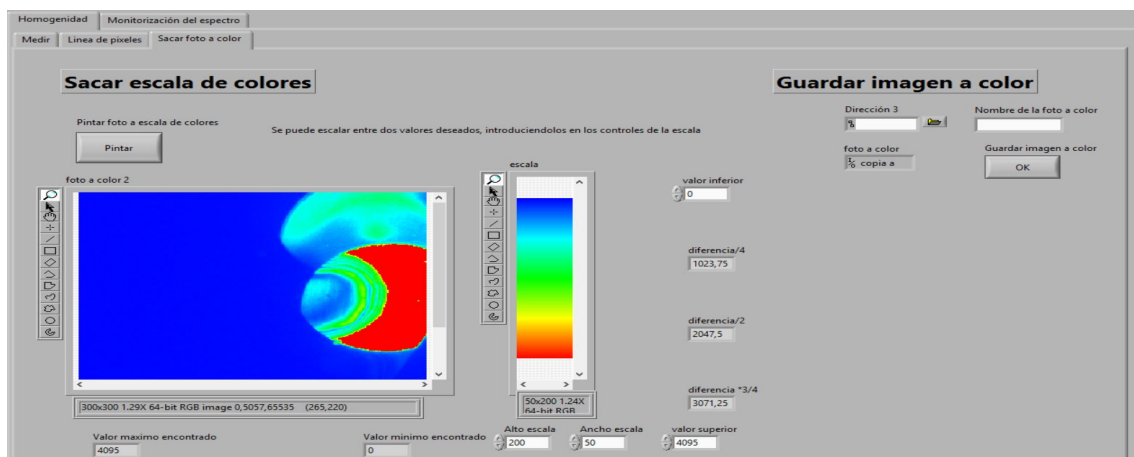 Homogenidad Monitorización del espectro
Medir Linea de pixeles Sacar foto a color
Sacar escala de colores
Guardar imagen a color
Pintar foto a escala de colores
Pintar
Se puede escalar entre dos valores deseados, introduciendolos en los controles de la escala
Dirección 3
Nombre de la foto a color
foto a color
copia a
Guardar imagen a color
OK
foto a color 2
escala
valor inferior
0
diferencia/4
1023,75
diferencia/2
2047,5
diferencia *3/4
3071,25
300x300 1.29X 64-bit RGB image 0,5057,65535 (265,220)
50x200 1.24X
64-bit RGB
Valor maximo encontrado
4095
Valor minimo encontrado
0
Alto escala
200
Ancho escala
50
valor superior
4095